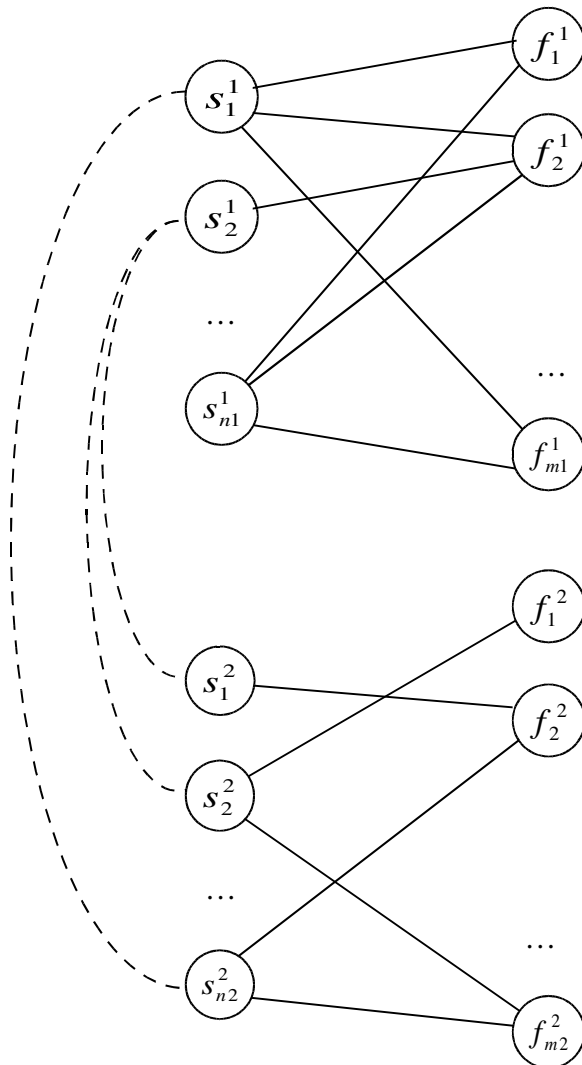 f_1^1
s_1^1
f_2^1
s_2^1
...
...
s_{n1}^1
f_{m1}^1
f_1^2
s_1^2
f_2^2
s_2^2
...
...
s_{n2}^2
f_{m2}^2